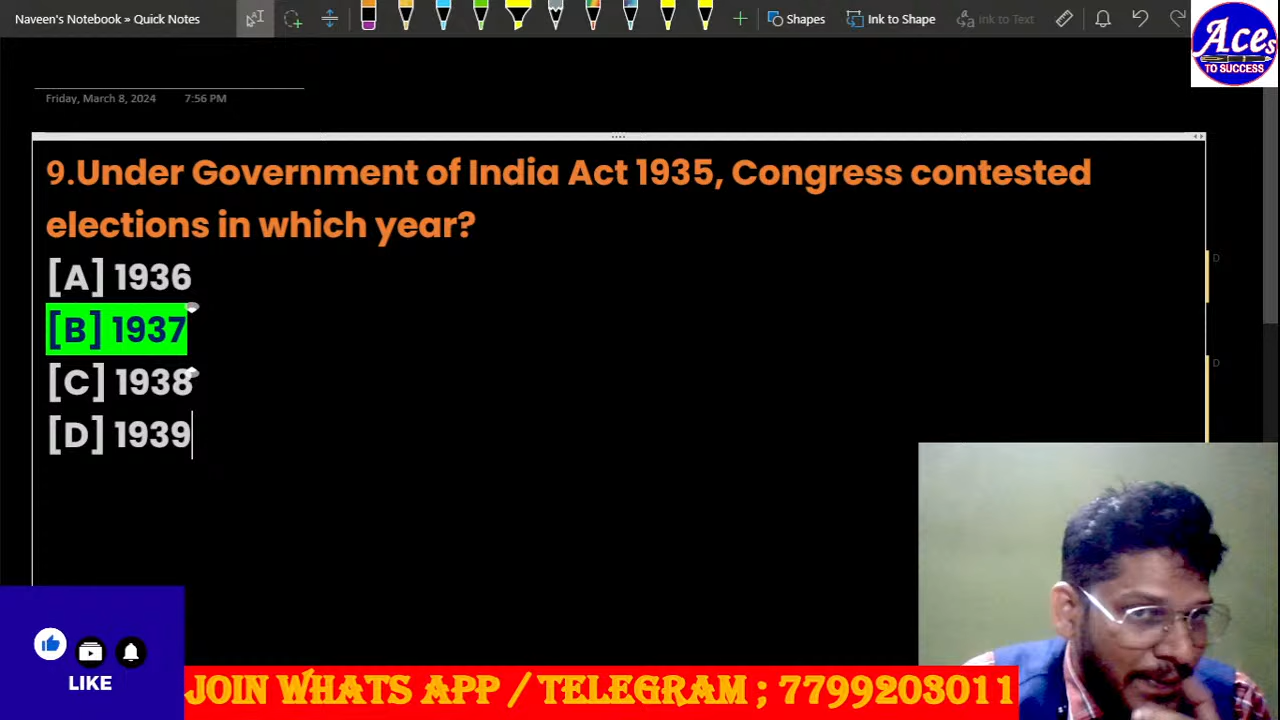 Naveen's Notebook » Quick Notes
Shapes
Ink to Shape
Ink to Text
Aces
TO SUCCESS
Friday, March 8, 2024 7:56 PM
9.Under Government of India Act 1935, Congress contested
elections in which year?
[A] 1936
[B] 1937
[C] 1938
[D] 1939
D
D
LIKE
JOIN WHATS APP / TELEGRAM ; 7799203011